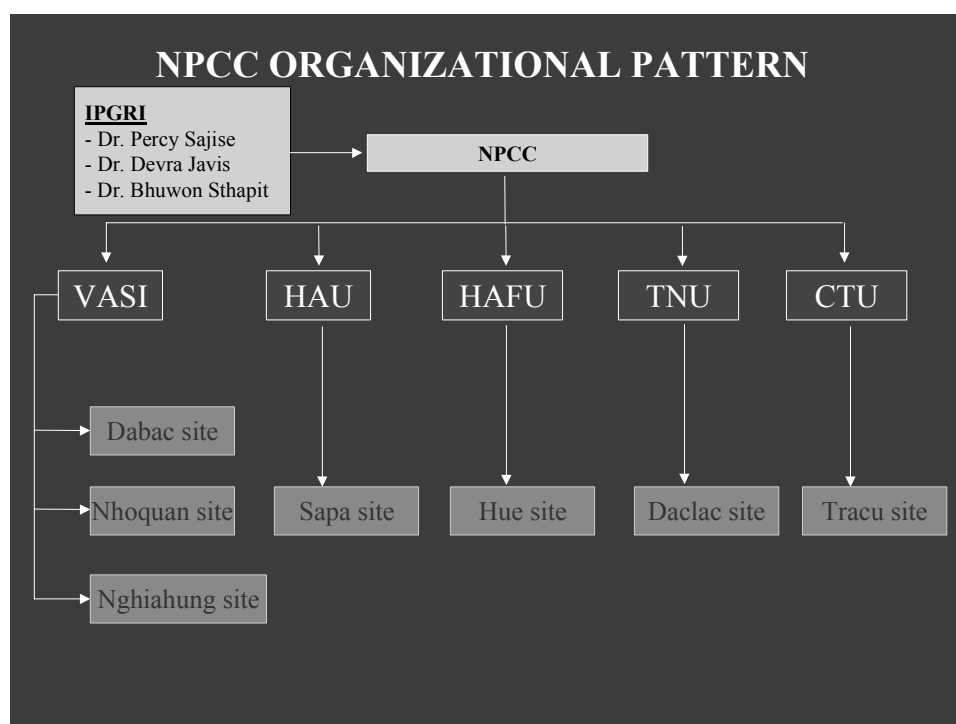 NPCC ORGANIZATIONAL PATTERN
IPGRI
- Dr. Percy Sajise
- Dr. Devra Javis
- Dr. Bhuwon Sthapit
NPCC
VASI
HAU
HAFU
TNU
CTU
Dabac site
Nhoquan site
Sapa site
Hue site
Daclac site
Tracu site
Nghiahung site